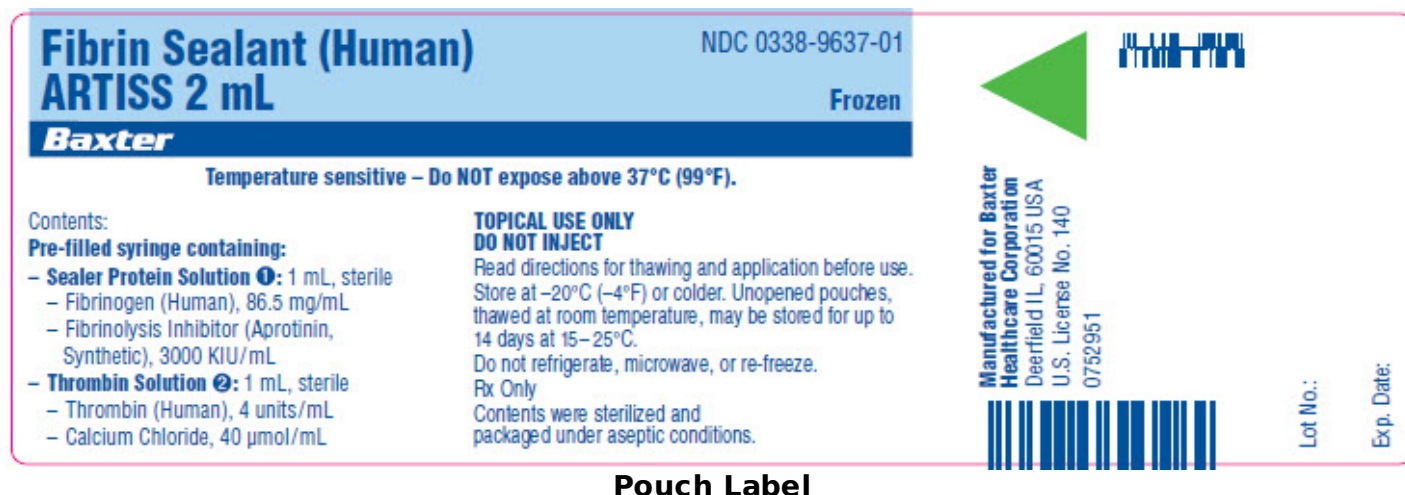 Fibrin Sealant (Human)
ARTISS 2 mL
NDC 0338-9637-01
Frozen
Baxter
Temperature sensitive – Do NOT expose above 37°C (99°F).
Contents:
Pre-filled syringe containing:
– Sealer Protein Solution ❶: 1 mL, sterile
– Fibrinogen (Human), 86.5 mg/mL
– Fibrinolysis Inhibitor (Aprotinin,
Synthetic), 3000 KIU/mL
– Thrombin Solution ❷: 1 mL, sterile
– Thrombin (Human), 4 units/mL
– Calcium Chloride, 40 µmol/mL
TOPICAL USE ONLY
DO NOT INJECT
Read directions for thawing and application before use.
Store at –20°C (–4°F) or colder. Unopened pouches,
thawed at room temperature, may be stored for up to
14 days at 15–25°C.
Do not refrigerate, microwave, or re-freeze.
Rx Only
Contents were sterilized and
packaged under aseptic conditions.
Manufactured for Baxter
Healthcare Corporation
Deerfield IL, 60015 USA
U.S. License No. 140
0752951
Lot No.:
Exp. Date:
Pouch Label